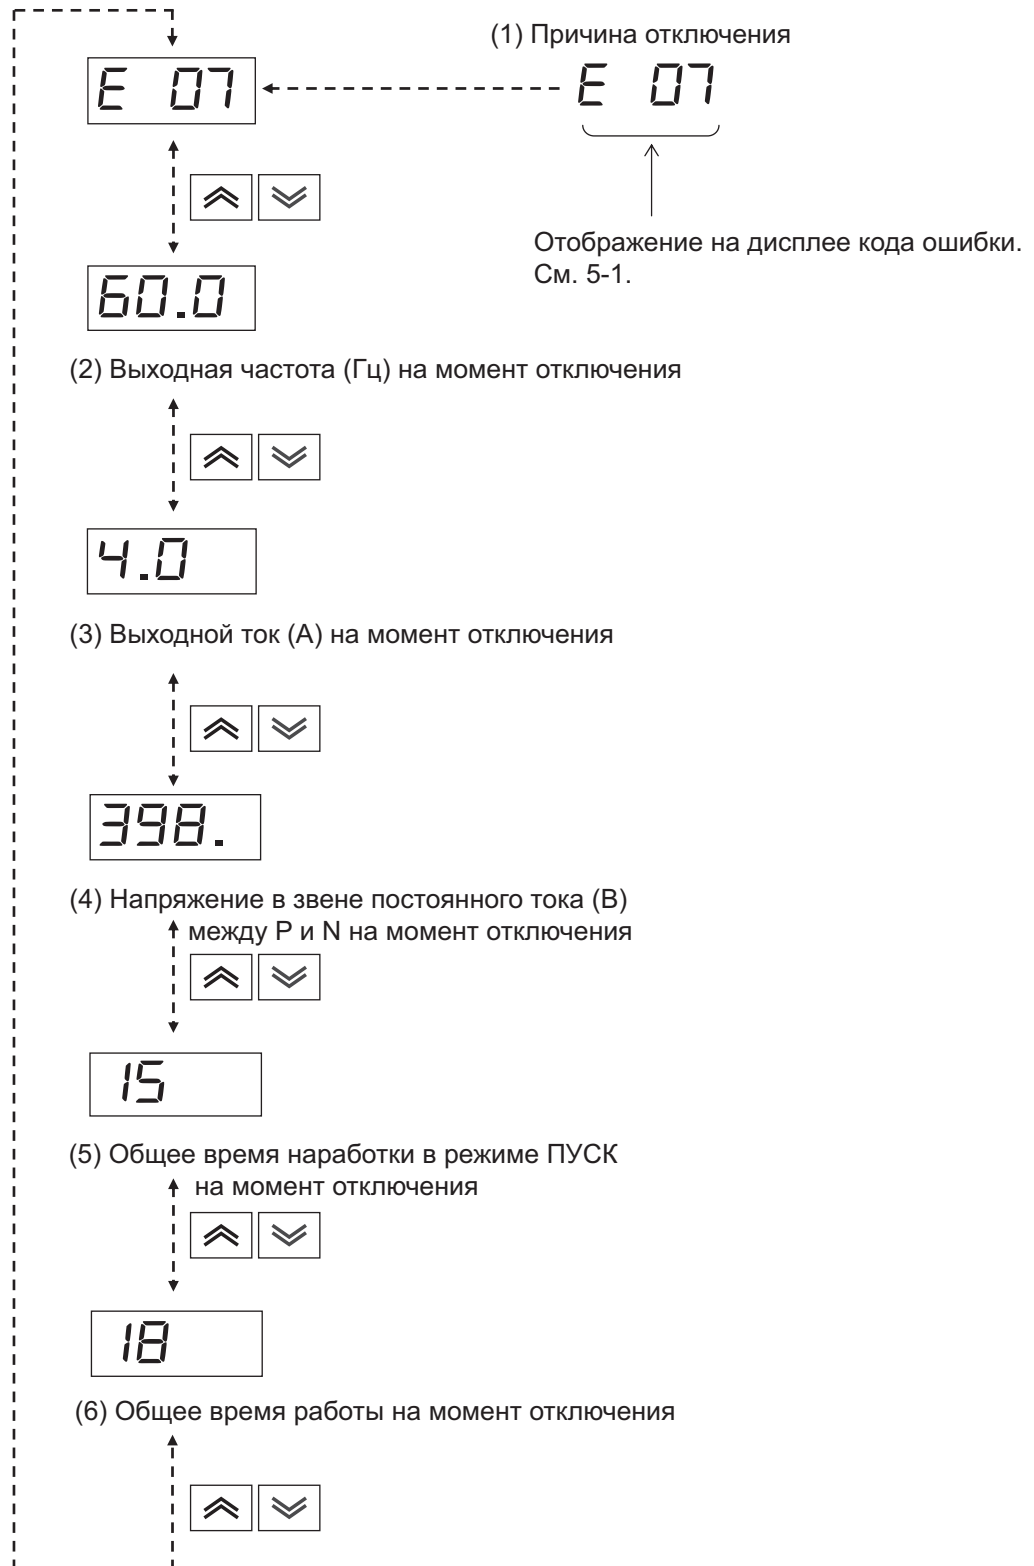 (1) Причина отключения
E 07
E 07
Отображение на дисплее кода ошибки.
См. 5-1.
60.0
(2) Выходная частота (Гц) на момент отключения
4.0
(3) Выходной ток (А) на момент отключения
398.
(4) Напряжение в звене постоянного тока (В)
между P и N на момент отключения
15
(5) Общее время наработки в режиме ПУСК
на момент отключения
18
(6) Общее время работы на момент отключения